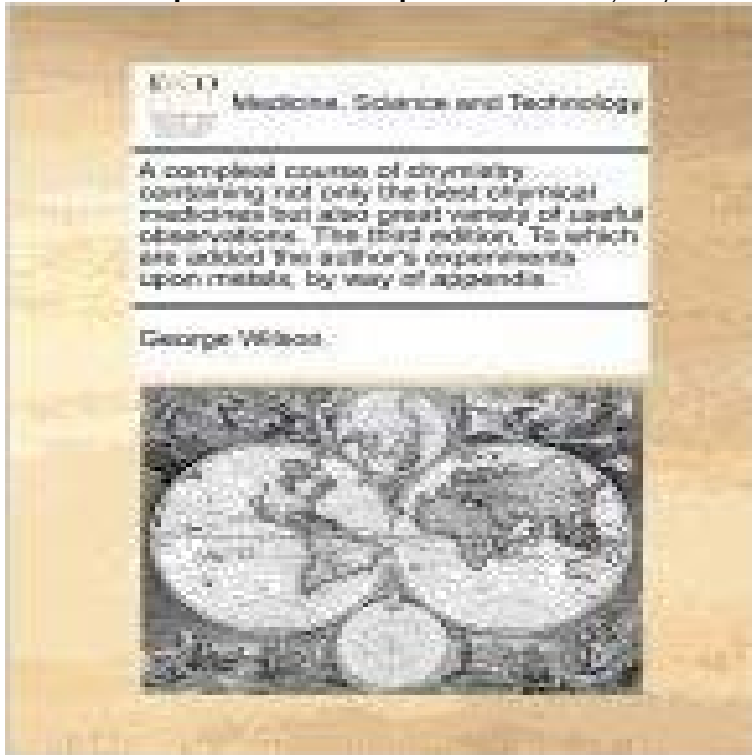 ECCO
Medicine, Science and Technology
A compleat course of chymistry
containing not only the best chymical
medicines but also great variety of useful
observations. The third edition. To which
are added the author's experiments
upon metals, by way of appendix.
George Wilson